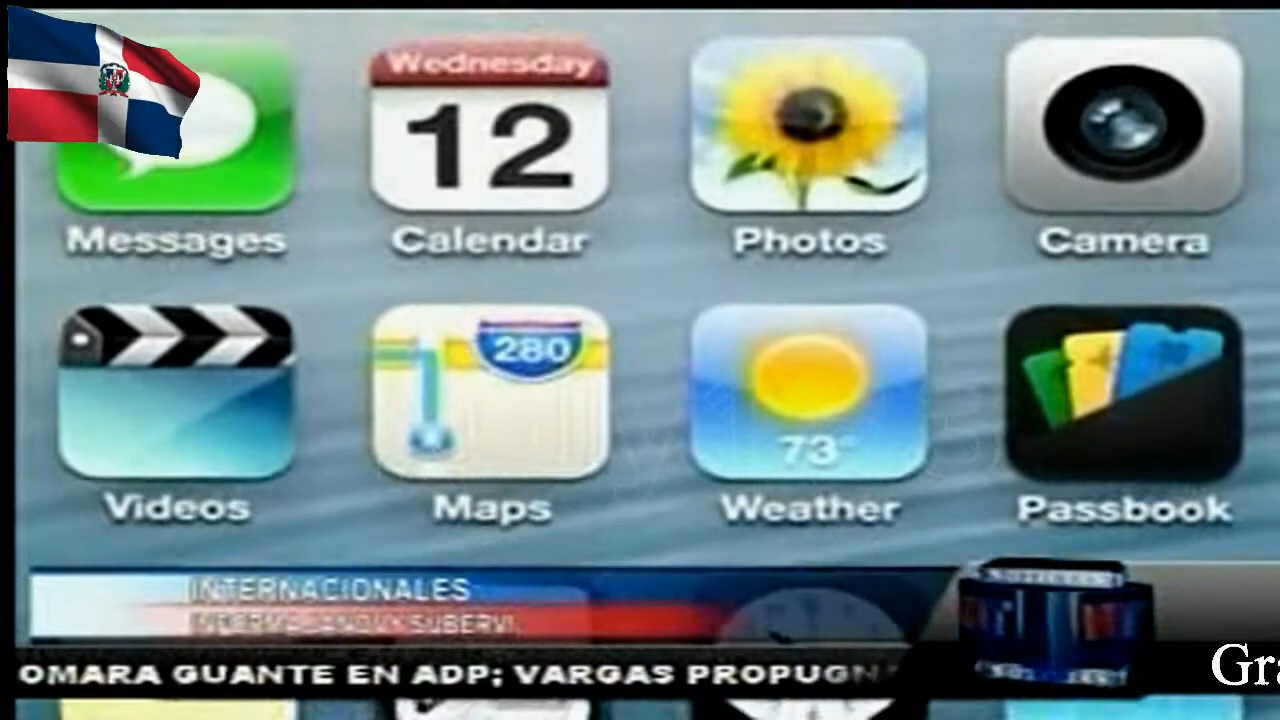 Wednesday
12
Messages
Calendar
Photos
Camera
280
73°
Videos
Maps
Weather
Passbook
INTERNACIONALES
OMARA GUANTE EN ADP; VARGAS PROPUGN
Gra